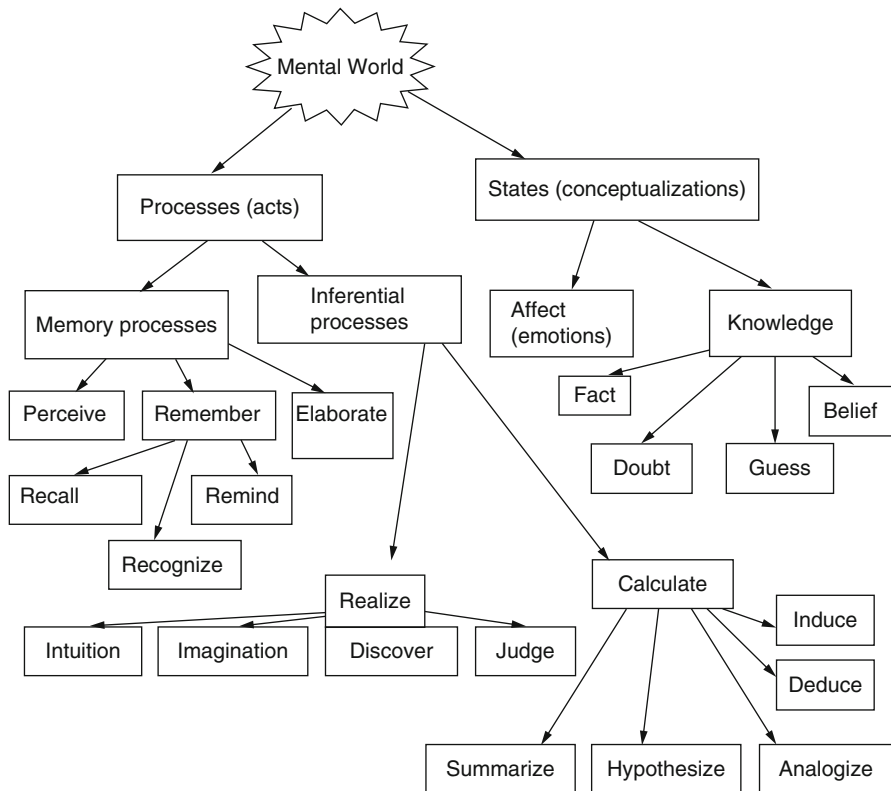 Mental World
Processes (acts)
States (conceptualizations)
Memory processes
Inferential
processes
Affect
(emotions)
Knowledge
Perceive
Remember
Elaborate
Fact
Belief
Doubt
Guess
Recall
Remind
Recognize
Realize
Calculate
Intuition
Imagination
Discover
Judge
Induce
Deduce
Summarize
Hypothesize
Analogize